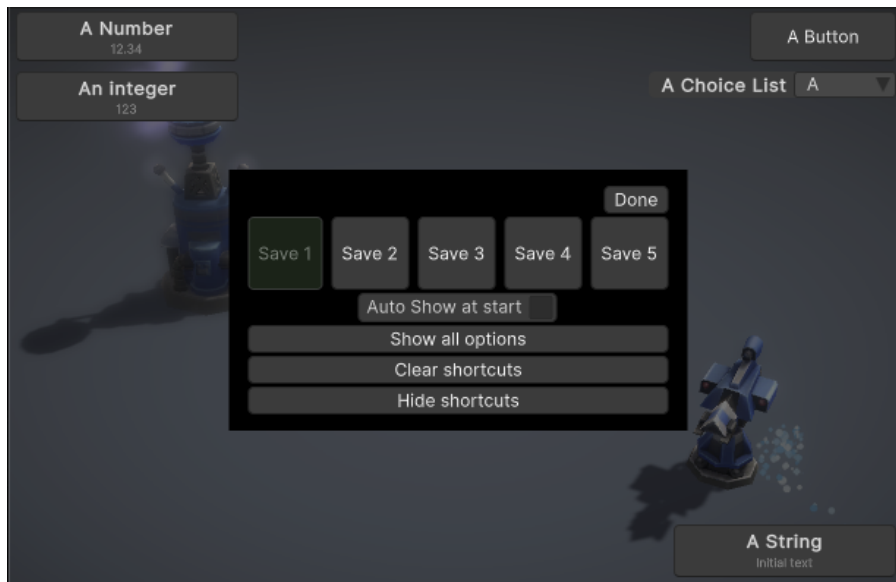 A Number
12.34
A Button
An integer
123
A Choice List A
Done
Save 1 Save 2 Save 3 Save 4 Save 5
Auto Show at start
Show all options
Clear shortcuts
Hide shortcuts
A String
Initial text